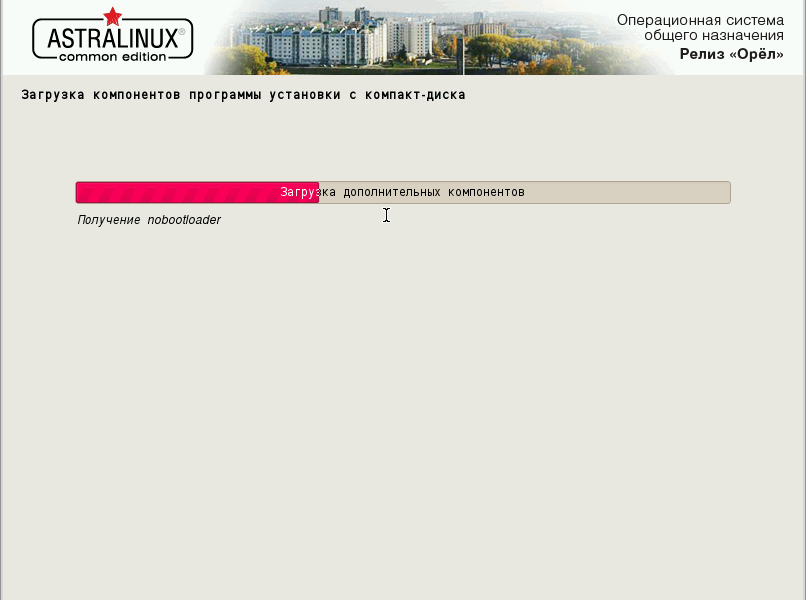 ASTRALINUX®
common edition
Операционная система
общего назначения
Релиз «Орёл»
Загрузка компонентов программы установки с компакт-диска
Загрузка дополнительных компонентов
Получение nobootloader